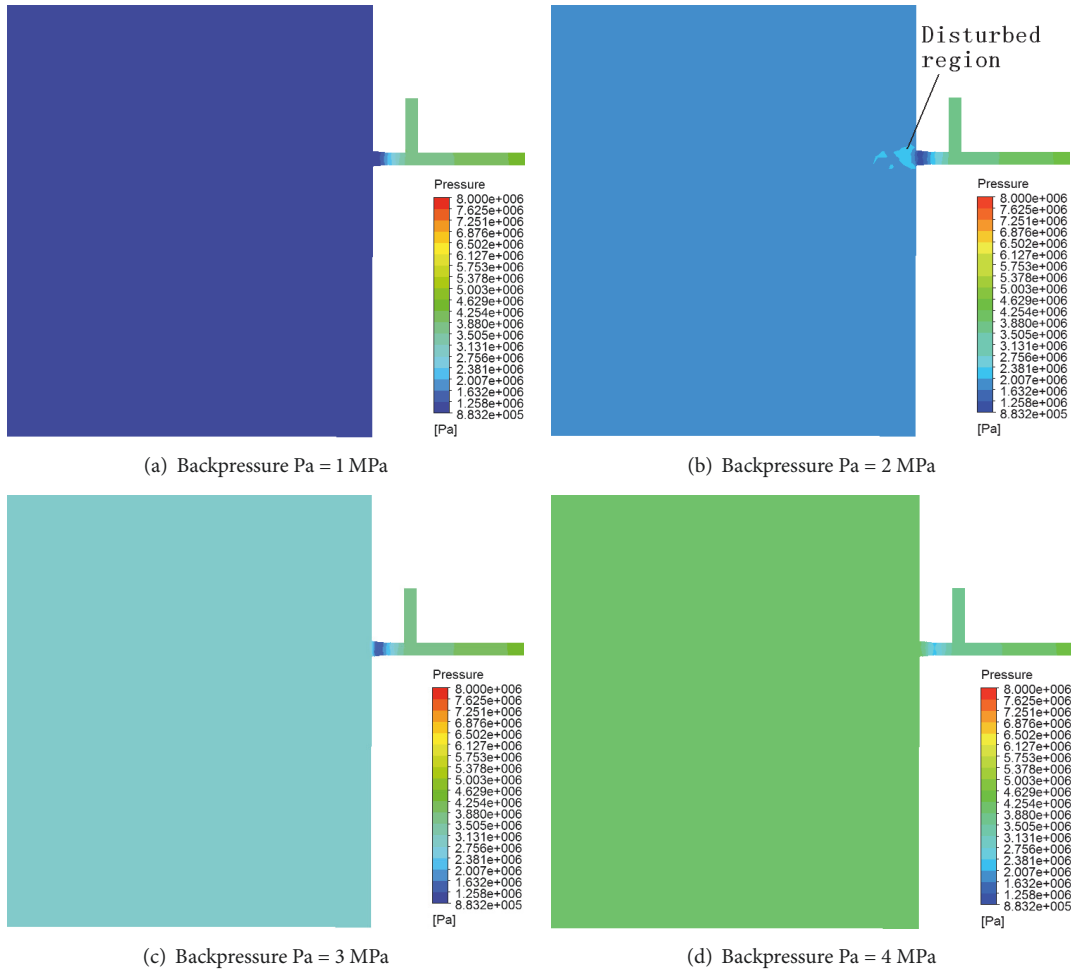 Pressure
8.000e+006
7.625e+006
7.251e+006
6.876e+006
6.502e+006
6.127e+006
5.753e+006
5.378e+006
5.003e+006
4.629e+006
4.254e+006
3.880e+006
3.505e+006
3.131e+006
2.756e+006
2.381e+006
2.007e+006
1.632e+006
1.258e+006
8.832e+005
[Pa]
(a) Backpressure Pa = 1 MPa
Disturbed
region
Pressure
8.000e+006
7.625e+006
7.251e+006
6.876e+006
6.502e+006
6.127e+006
5.753e+006
5.378e+006
5.003e+006
4.629e+006
4.254e+006
3.880e+006
3.505e+006
3.131e+006
2.756e+006
2.381e+006
2.007e+006
1.632e+006
1.258e+006
8.832e+005
[Pa]
(b) Backpressure Pa = 2 MPa
Pressure
8.000e+006
7.625e+006
7.251e+006
6.876e+006
6.502e+006
6.127e+006
5.753e+006
5.378e+006
5.003e+006
4.629e+006
4.254e+006
3.880e+006
3.505e+006
3.131e+006
2.756e+006
2.381e+006
2.007e+006
1.632e+006
1.258e+006
8.832e+005
[Pa]
(c) Backpressure Pa = 3 MPa
Pressure
8.000e+006
7.625e+006
7.251e+006
6.876e+006
6.502e+006
6.127e+006
5.753e+006
5.378e+006
5.003e+006
4.629e+006
4.254e+006
3.880e+006
3.505e+006
3.131e+006
2.756e+006
2.381e+006
2.007e+006
1.632e+006
1.258e+006
8.832e+005
[Pa]
(d) Backpressure Pa = 4 MPa